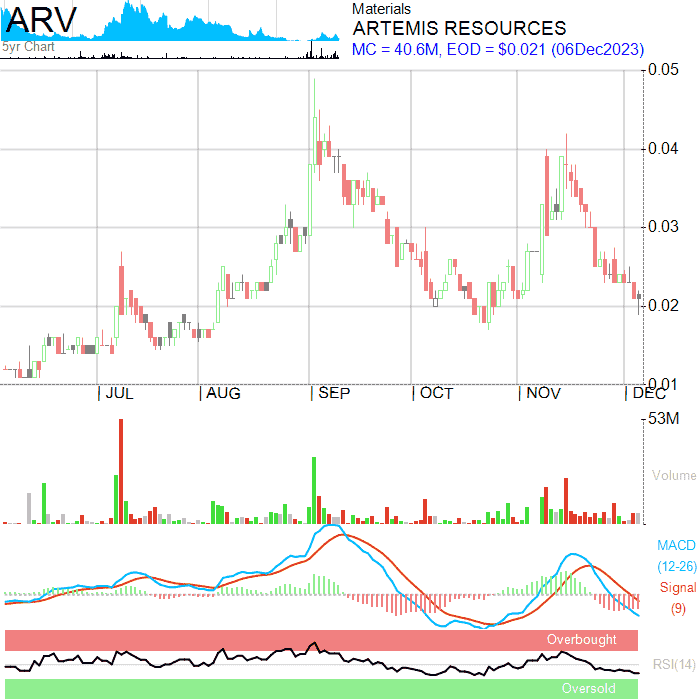 ARV
5yr Chart
Materials
ARTEMIS RESOURCES
MC = 40.6M, EOD = $0.021 (06Dec2023)
0.05
0.04
0.03
0.02
0.01
JUL AUG SEP OCT NOV DEC
53M
Volume
MACD
(12-26)
Signal
(9)
Overbought
RSI(14)
Oversold